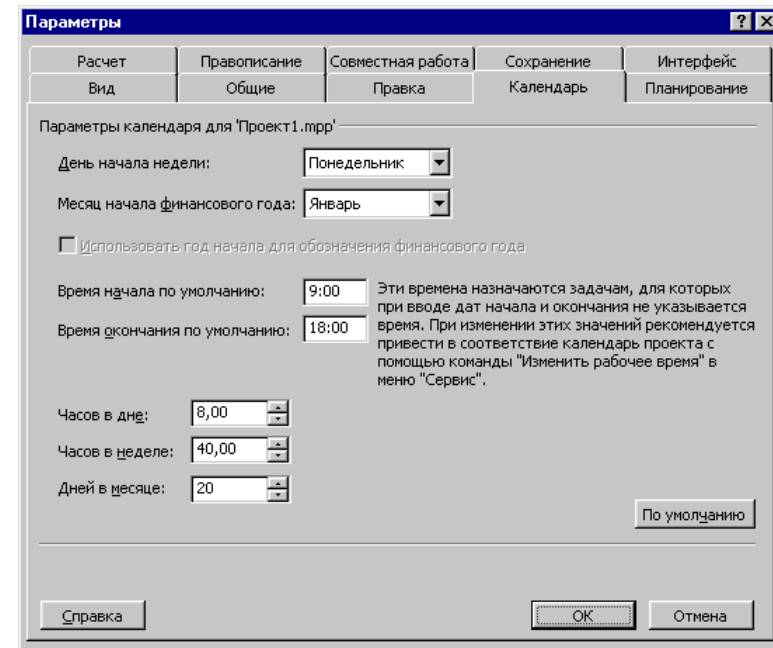 Параметры
Расчет Правописание Совместная работа Сохранение Интерфейс
Вид Общие Правка Календарь Планирование
Параметры календаря для 'Проект1.mpp'
День начала недели: Понедельник
Месяц начала финансового года: Январь
Использовать год начала для обозначения финансового года
Время начала по умолчанию: 9:00
Время окончания по умолчанию: 18:00
Эти времена назначаются задачам, для которых
при вводе дат начала и окончания не указывается
время. При изменении этих значений рекомендуется
привести в соответствие календарь проекта с
помощью команды "Изменить рабочее время" в
меню "Сервис".
Часов в дне: 8,00
Часов в неделе: 40,00
Дней в месяце: 20
По умолчанию
Справка ОК Отмена